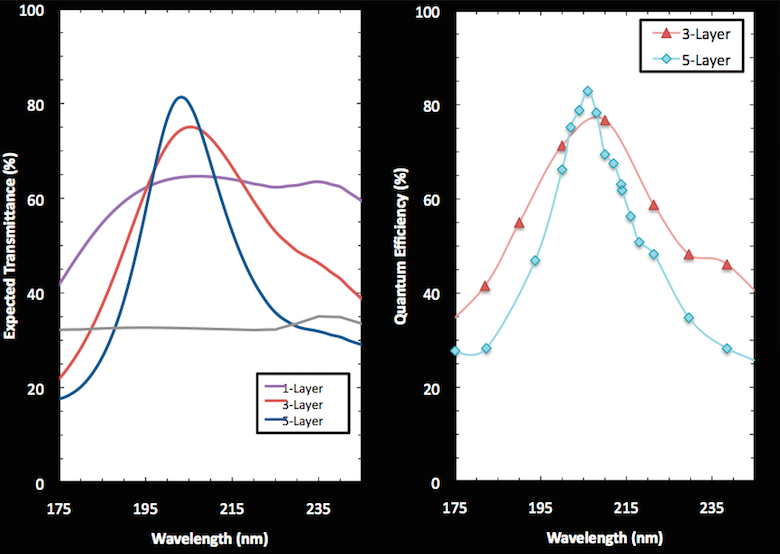 Expected Transmittance (%)
100
80
60
40
20
0
1-Layer
3-Layer
5-Layer
175
195
215
235
Wavelength (nm)
Quantum Efficiency (%)
100
80
60
40
20
0
3-Layer
5-Layer
175
195
215
235
Wavelength (nm)